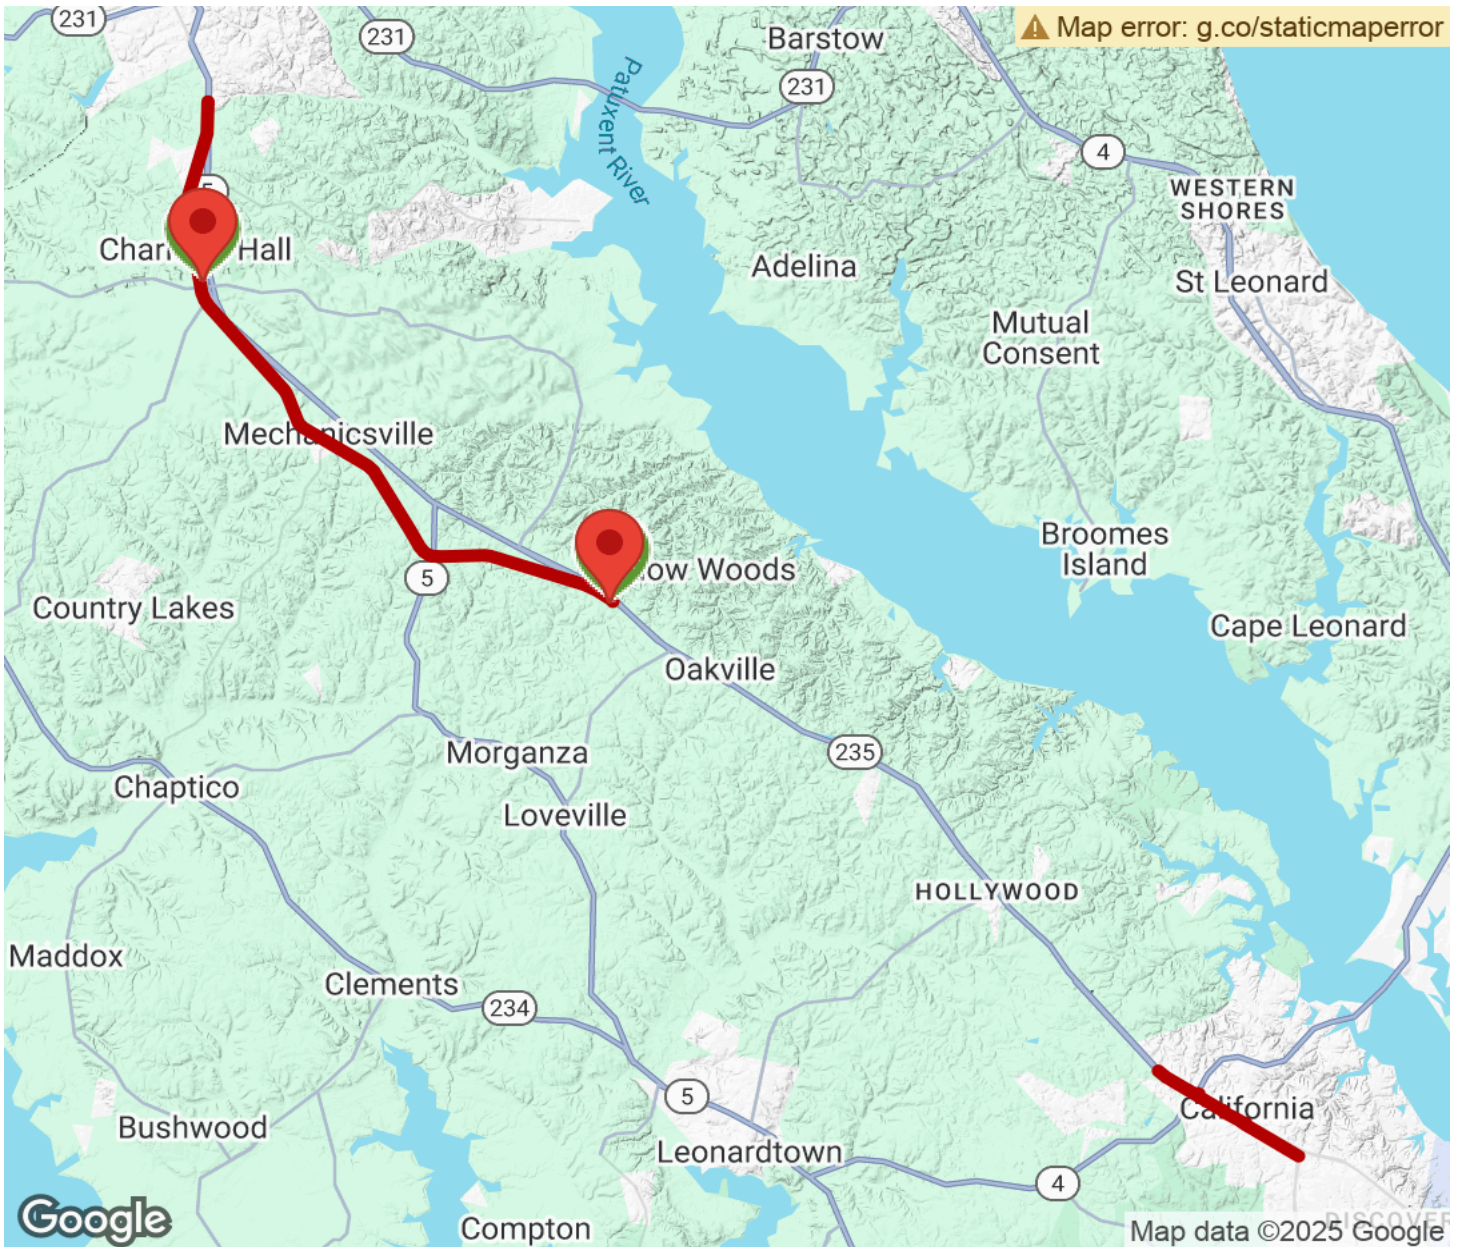 231
231
Barstow
Map error: g.co/staticmaperror
231
Patuxent River
4
WESTERN
SHORES
5
Hall
Adelina
St Leonard
Mutual
Consent
Mechanicsville
Broomes
Island
5
Woods
Country Lakes
Cape Leonard
Oakville
235
Morganza
Chaptico
Loveville
HOLLYWOOD
Maddox
Clements
234
5
California
Bushwood
Leonardtown
4
Google
Compton
Map data ©2025 Google